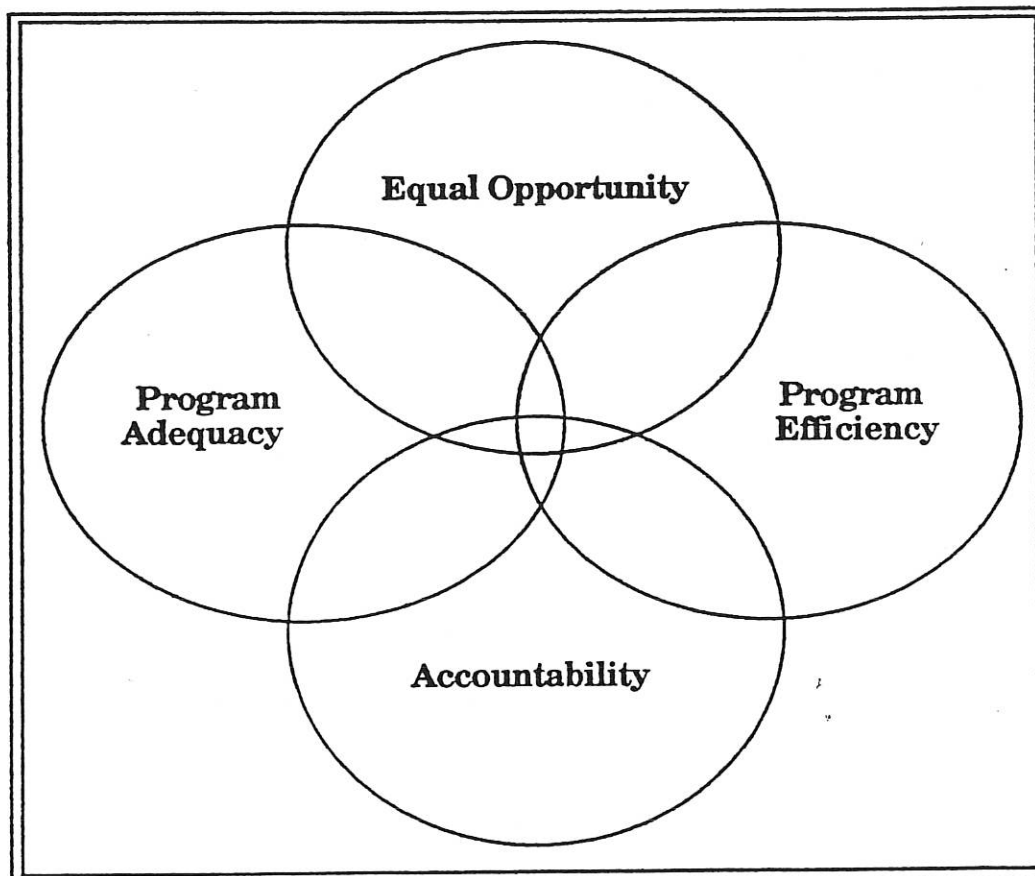 Equal Opportunity
Program
Adequacy
Program
Efficiency
Accountability